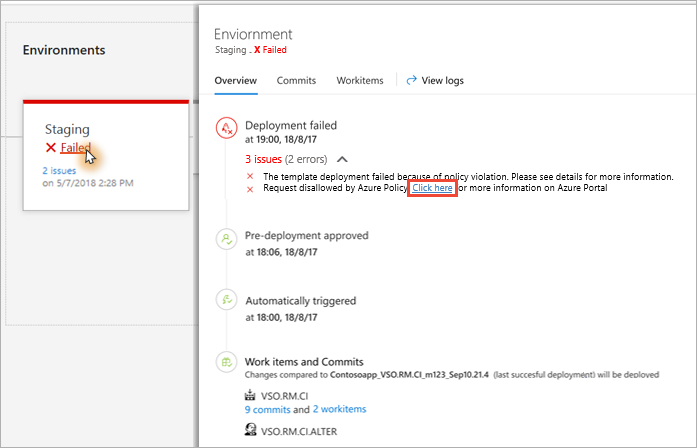 Environments
Staging
Failed
2 issues
on 5/7/2018 2:28 PM
Enviornment
Staging . X Failed
Overview Commits Workitems View logs
Deployment failed
at 19:00, 18/8/17
3 issues (2 errors)
The template deployment failed because of policy violation. Please see details for more information.
Request disallowed by Azure Policy. Click here or more information on Azure Portal
Pre-deployment approved
at 18:06, 18/8/17
Automatically triggered
at 18:00, 18/8/17
Work items and Commits
Changes compared to Contosoapp_VSO.RM.CI_m123_Sep10.21.4 (last succesful deployment) will be deployed
VSO.RM.CI
9 commits and 2 workitems
VSO.RM.CI.ALTER